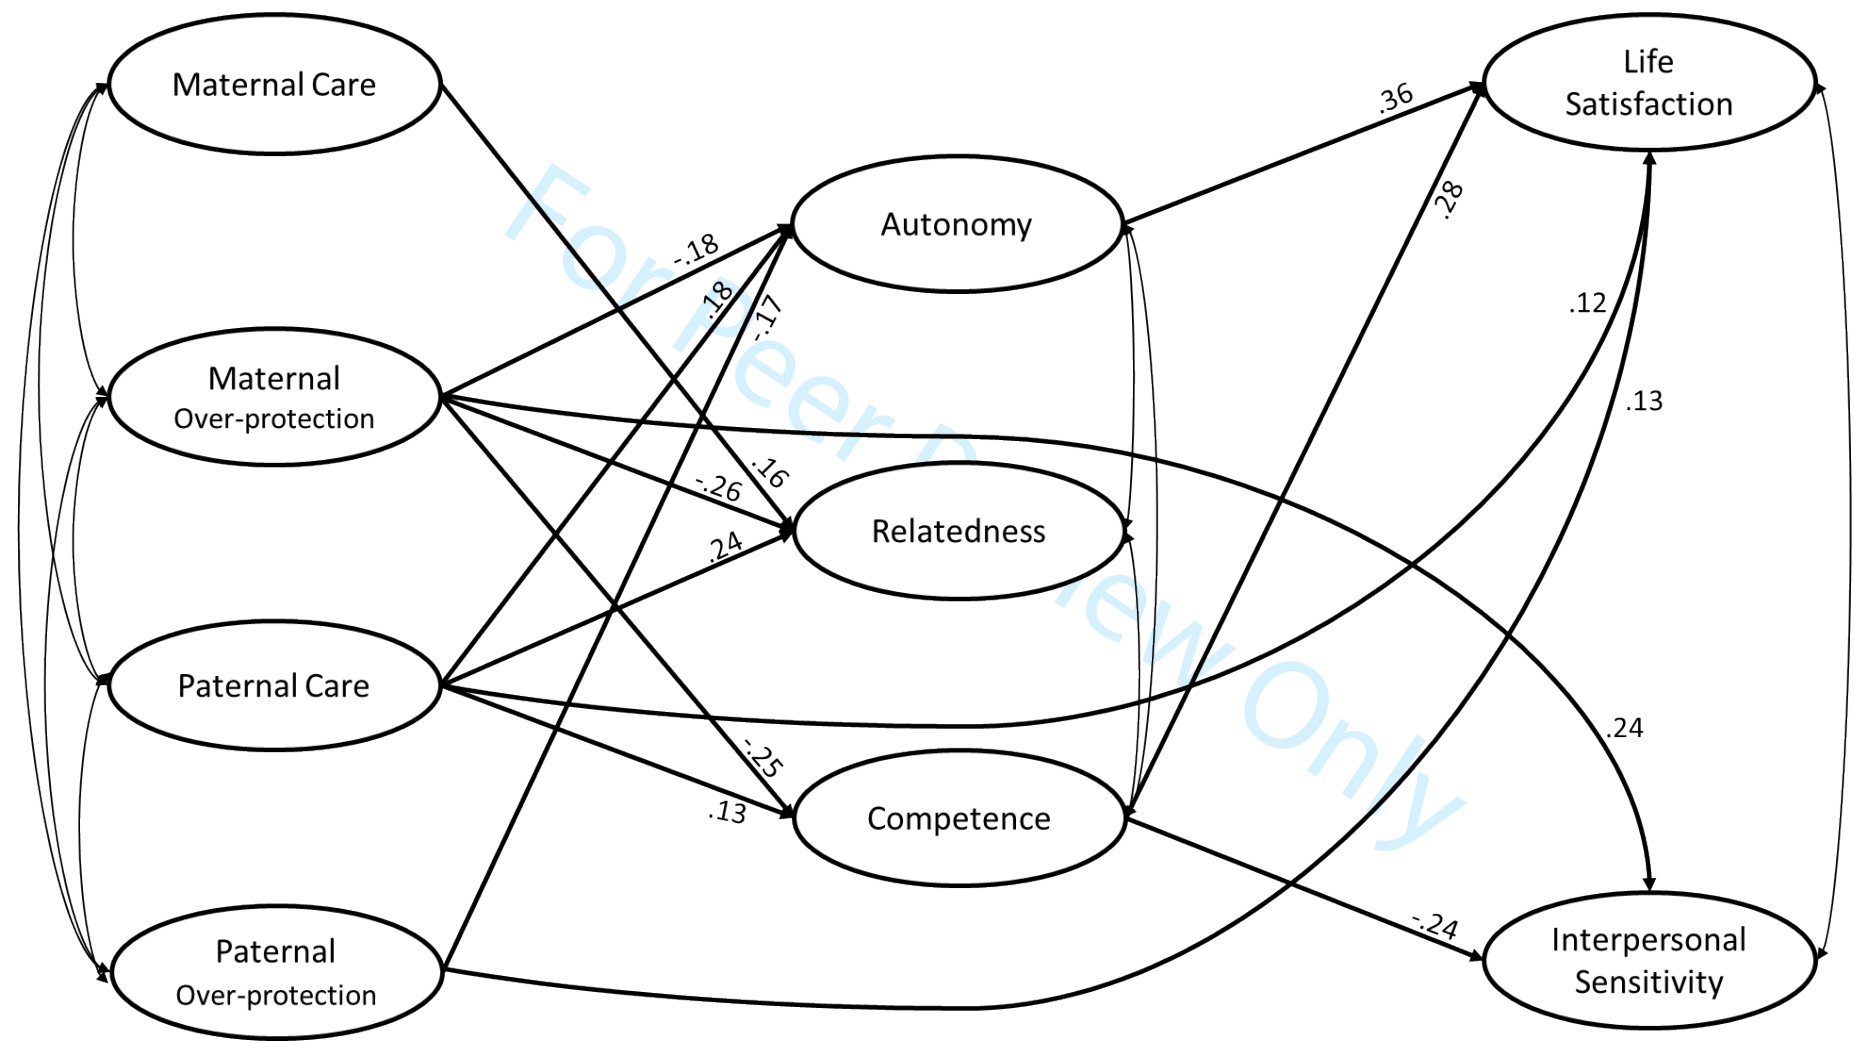 Maternal Care
Maternal
Over-protection
Paternal Care
Paternal
Over-protection
Autonomy
Relatedness
Competence
Life
Satisfaction
Interpersonal
Sensitivity
-.18
.18
-.17
.16
-.26
.24
-.25
.13
.36
.28
.12
.13
.24
-.24
For Peer Only